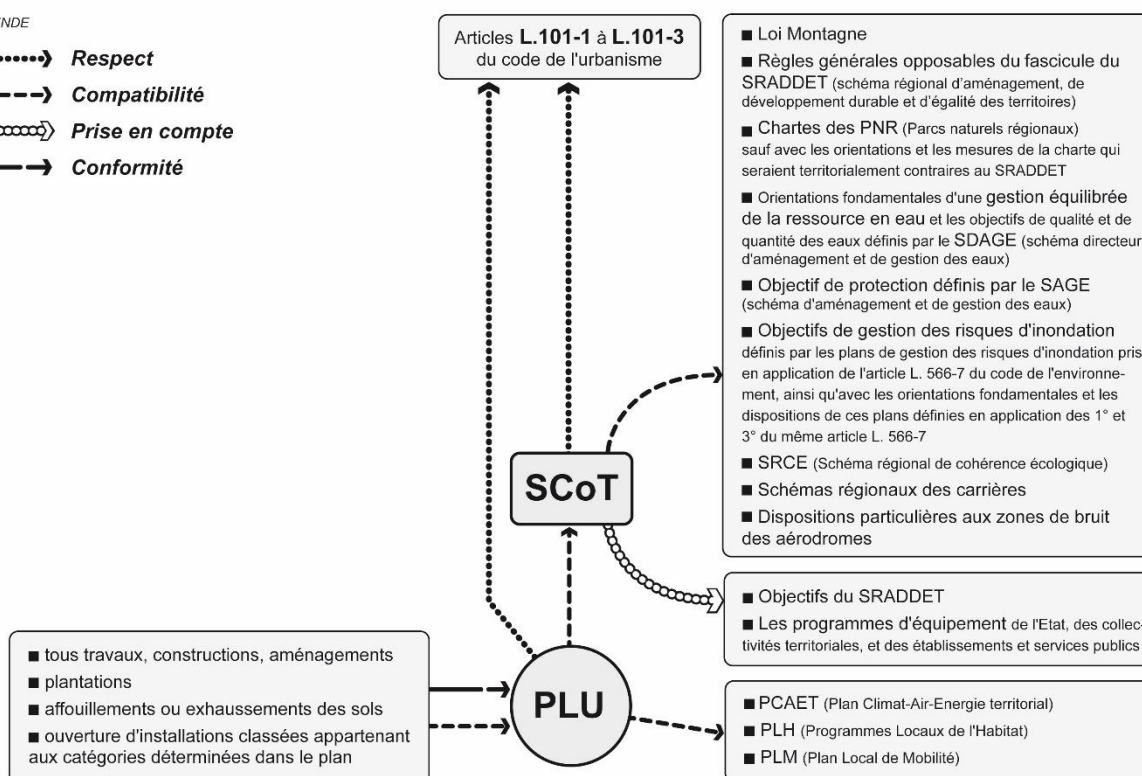 Respect
Compatibilité
Prise en compte
Conformité
Articles L.101-1 à L.101-3
du code de l'urbanisme
■ Loi Montagne
■ Règles générales opposables du fascicule du
SRADDET (schéma régional d'aménagement, de
développement durable et d'égalité des territoires)
■ Chartes des PNR (Parcs naturels régionaux)
sauf avec les orientations et les mesures de la charte qui
seraient territorialement contraires au SRADDET
■ Orientations fondamentales d'une gestion équilibrée
de la ressource en eau et les objectifs de qualité et de
quantité des eaux définis par le SDAGE (schéma directeur
d'aménagement et de gestion des eaux)
■ Objectif de protection définis par le SAGE
(schéma d'aménagement et de gestion des eaux)
■ Objectifs de gestion des risques d'inondation
définis par les plans de gestion des risques d'inondation pris
en application de l'article L. 566-7 du code de l'environne-
ment, ainsi qu'avec les orientations fondamentales et les
dispositions de ces plans définies en application des 1° et
3° du même article L. 566-7
■ SRCE (Schéma régional de cohérence écologique)
■ Schémas régionaux des carrières
■ Dispositions particulières aux zones de bruit
des aérodromes
SCoT
■ Objectifs du SRADDET
■ Les programmes d'équipement de l'Etat, des collec-
tivités territoriales, et des établissements et services publics
■ tous travaux, constructions, aménagements
■ plantations
■ affouillements ou exhaussements des sols
■ ouverture d'installations classées appartenant
aux catégories déterminées dans le plan
PLU
■ PCAET (Plan Climat-Air-Energie territorial)
■ PLH (Programmes Locaux de l'Habitat)
■ PLM (Plan Local de Mobilité)